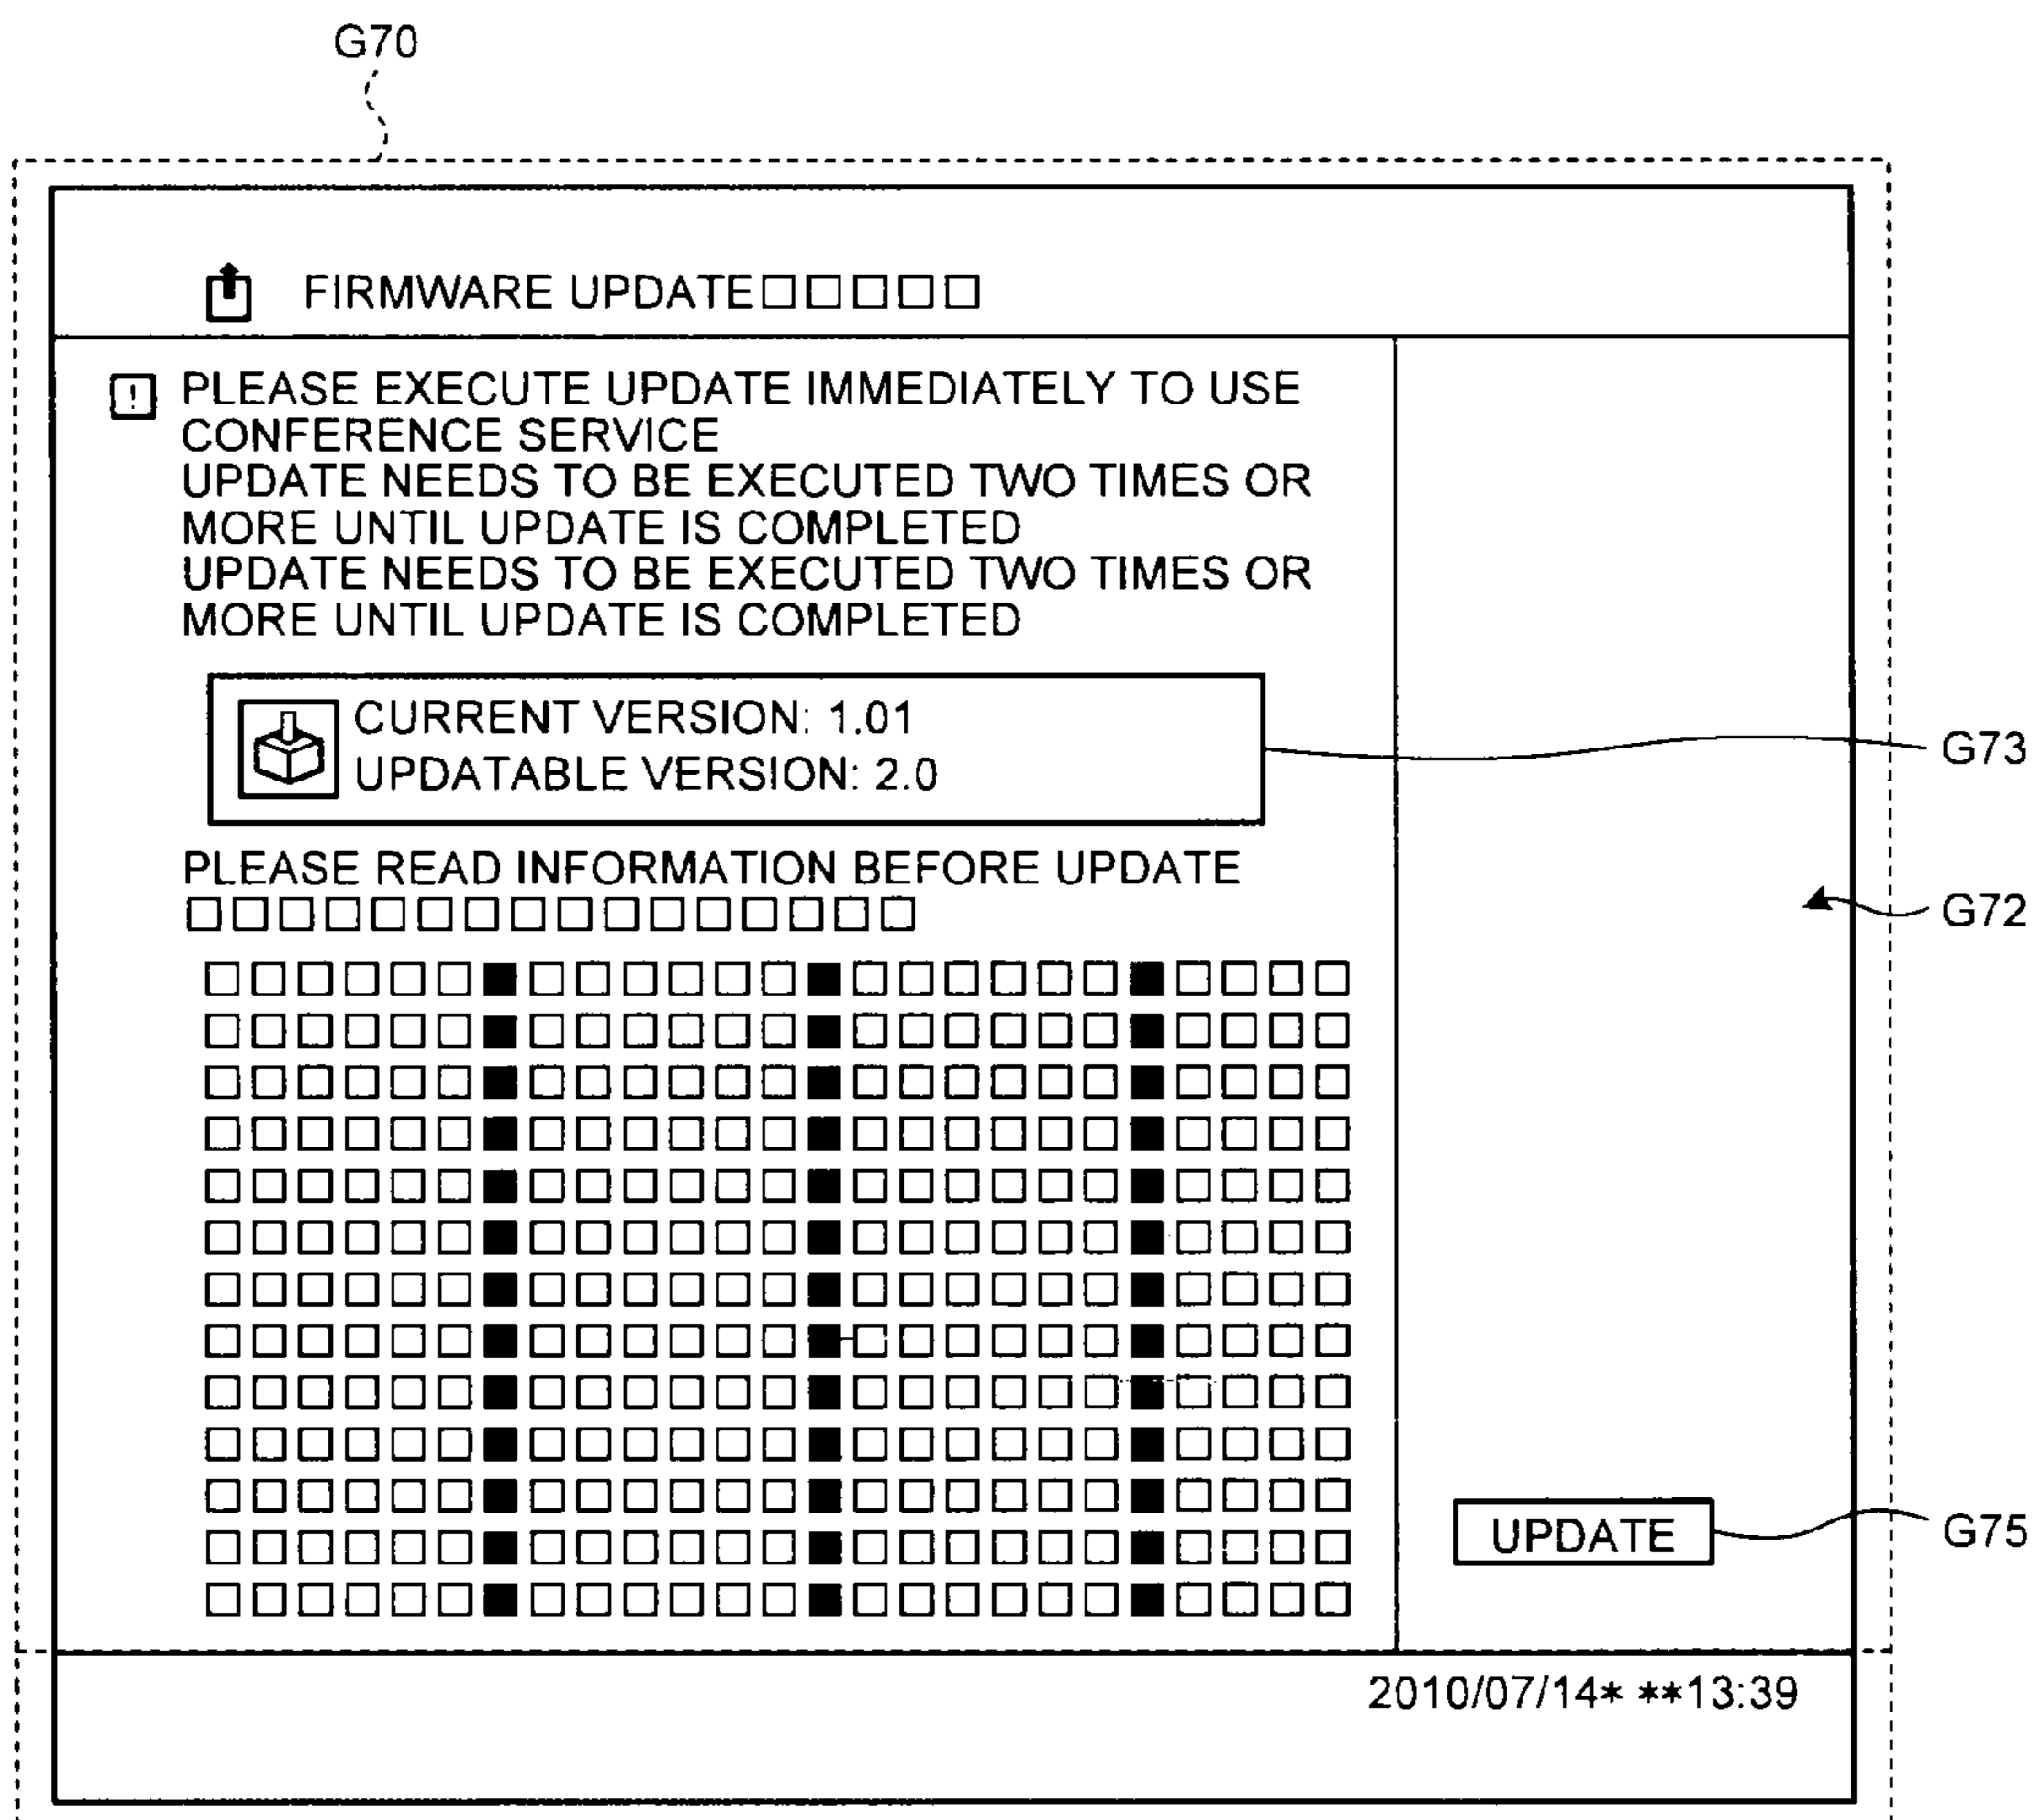 G70
FIRMWARE UPDATE□□□□□
! PLEASE EXECUTE UPDATE IMMEDIATELY TO USE
CONFERENCE SERVICE
UPDATE NEEDS TO BE EXECUTED TWO TIMES OR
MORE UNTIL UPDATE IS COMPLETED
UPDATE NEEDS TO BE EXECUTED TWO TIMES OR
MORE UNTIL UPDATE IS COMPLETED
CURRENT VERSION: 1.01
UPDATABLE VERSION: 2.0
G73
PLEASE READ INFORMATION BEFORE UPDATE
□□□□□□□□□□□□□□□□
G72
□□□□□□■□□□□□□■□□□□□□■□□□□
□□□□□□■□□□□□□■□□□□□□■□□□□
□□□□□□■□□□□□□■□□□□□□■□□□□
□□□□□□■□□□□□□■□□□□□□■□□□□
□□□□□□■□□□□□□■□□□□□□■□□□□
□□□□□□■□□□□□□■□□□□□□■□□□□
□□□□□□■□□□□□□■□□□□□□■□□□□
□□□□□□■□□□□□□■□□□□□□■□□□□
□□□□□□■□□□□□□■□□□□□□■□□□□
□□□□□□■□□□□□□■□□□□□□■□□□□
□□□□□□■□□□□□□■□□□□□□■□□□□
□□□□□□■□□□□□□■□□□□□□■□□□□
□□□□□□■□□□□□□■□□□□□□■□□□□
UPDATE
G75
2010/07/14* **13:39